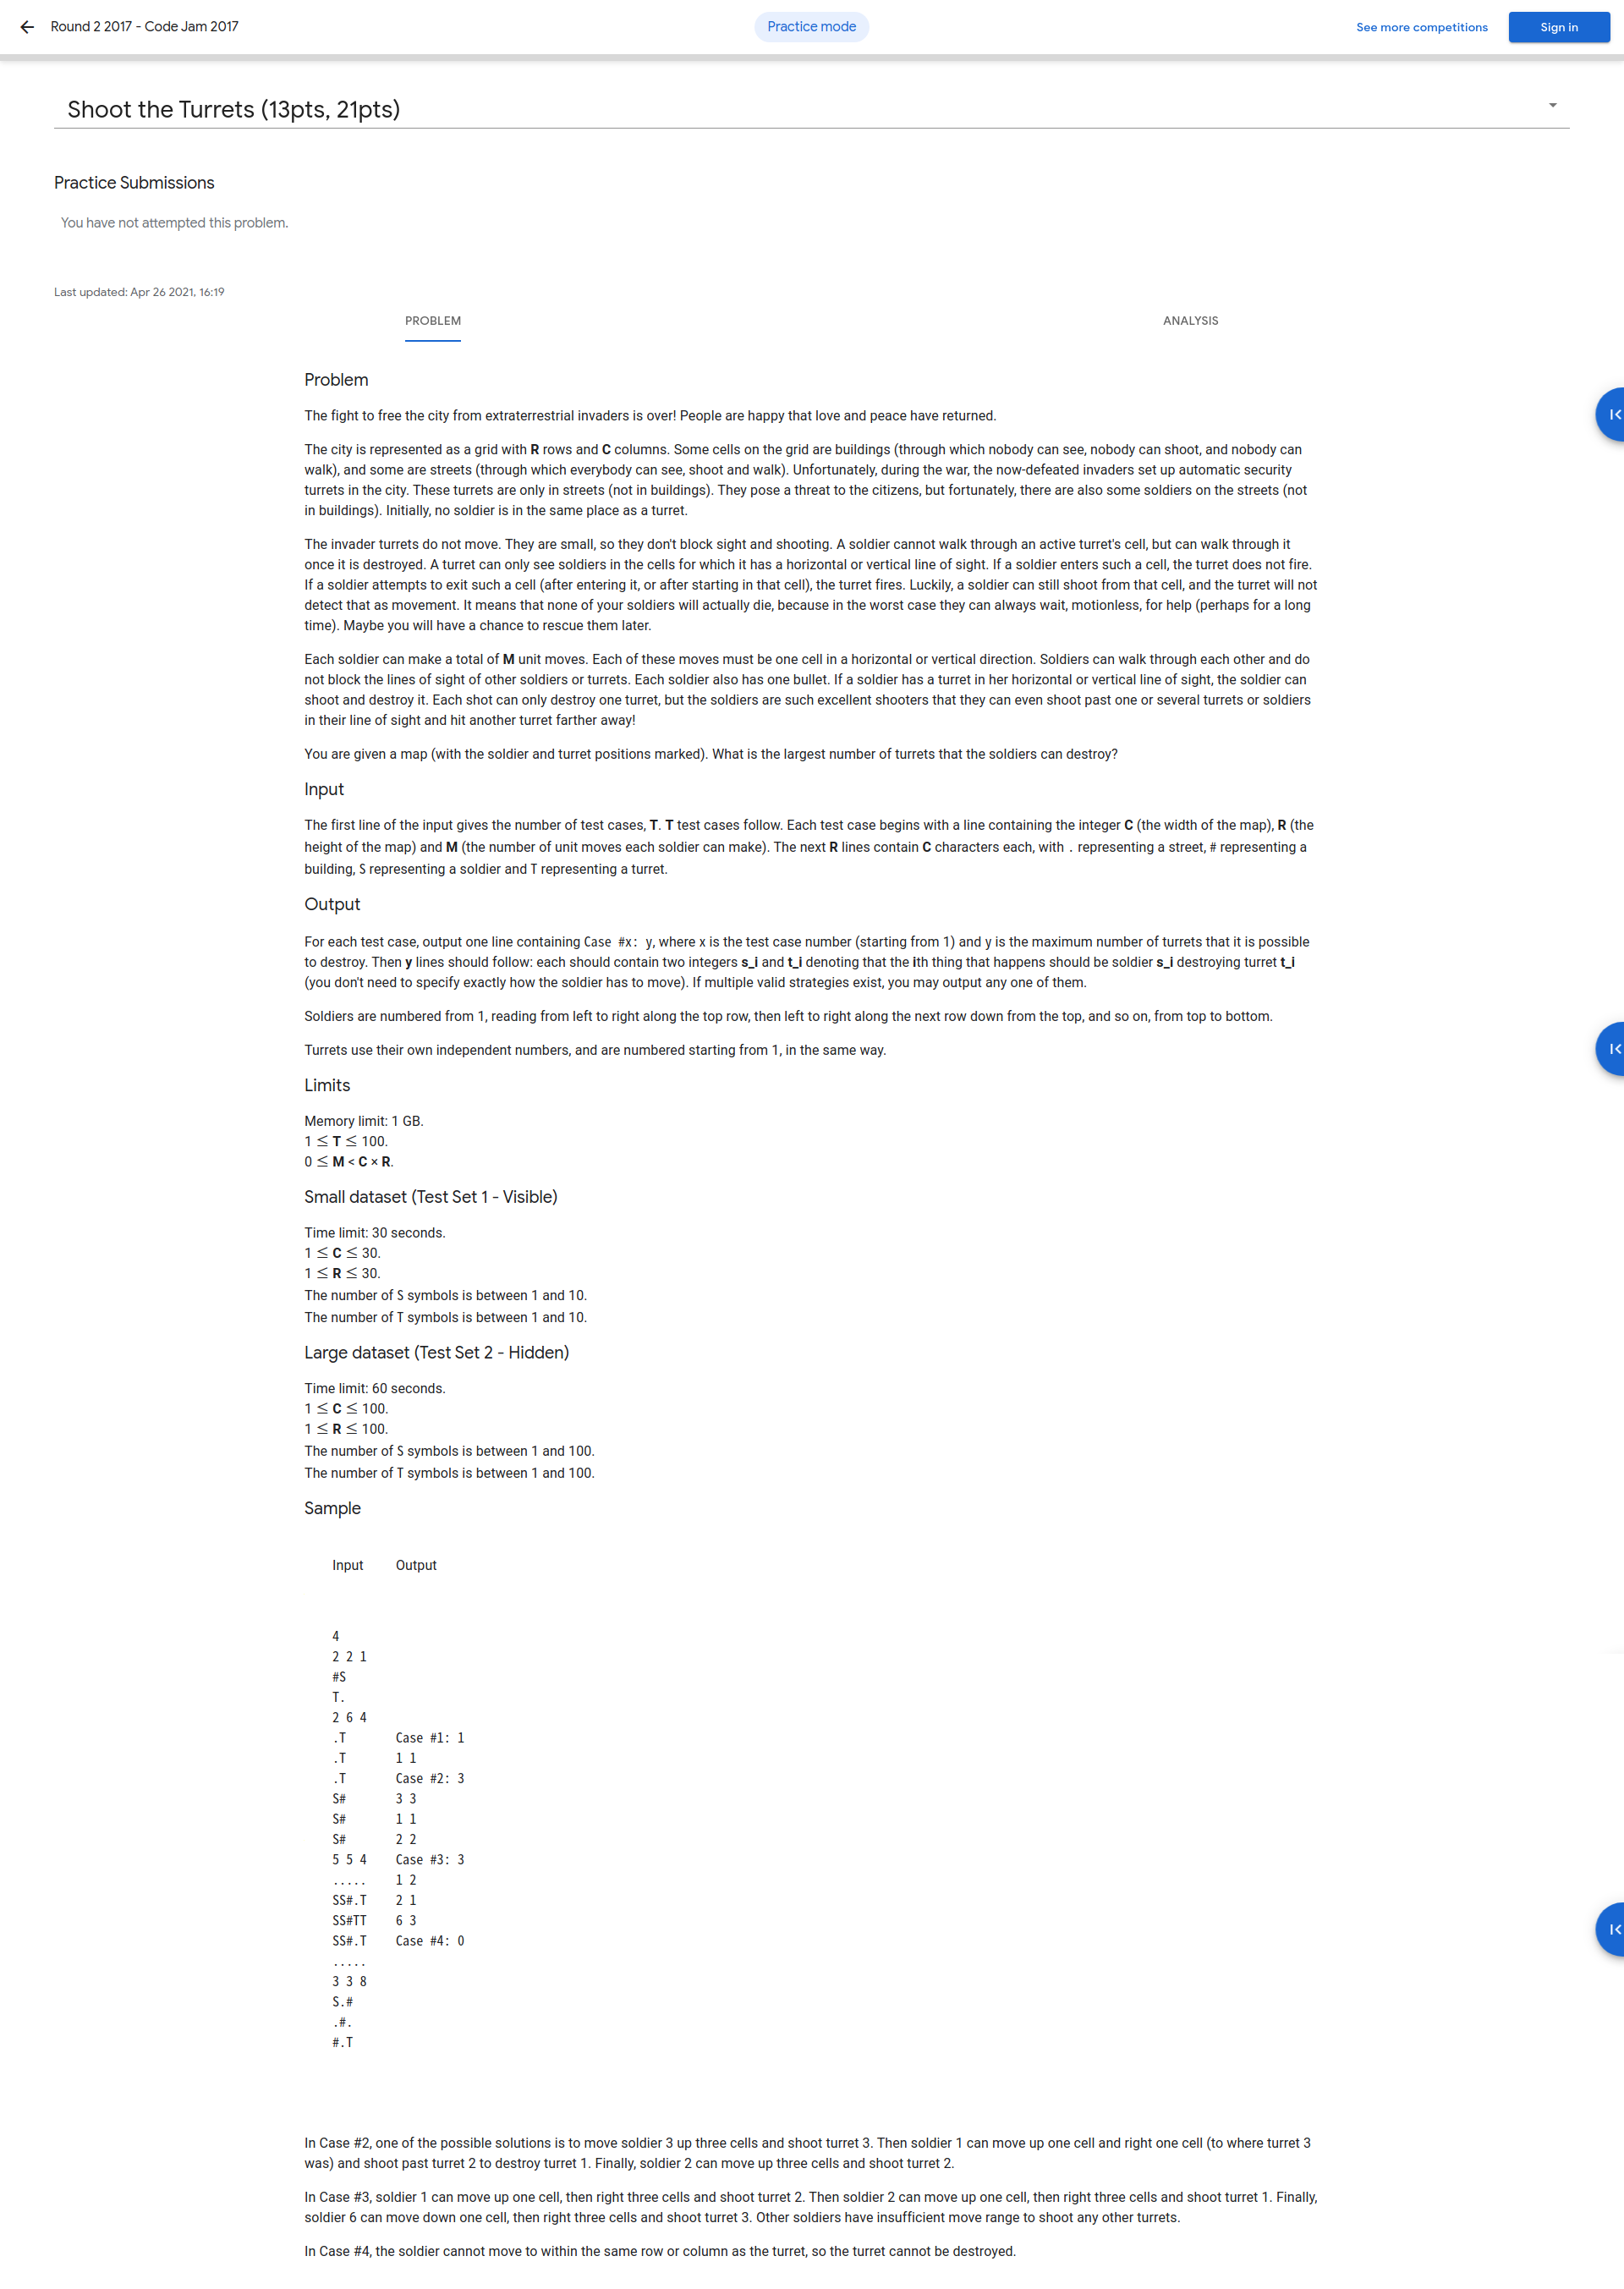 Round 2 2017 - Code Jam 2017
Practice mode
See more competitions
Sign in
Shoot the Turrets (13pts, 21pts)
Practice Submissions
You have not attempted this problem.
Last updated: Apr 26 2021, 16:19
PROBLEM
ANALYSIS
Problem
The fight to free the city from extraterrestrial invaders is over! People are happy that love and peace have returned.
The city is represented as a grid with R rows and C columns. Some cells on the grid are buildings (through which nobody can see, nobody can shoot, and nobody can
walk), and some are streets (through which everybody can see, shoot and walk). Unfortunately, during the war, the now-defeated invaders set up automatic security
turrets in the city. These turrets are only in streets (not in buildings). They pose a threat to the citizens, but fortunately, there are also some soldiers on the streets (not
in buildings). Initially, no soldier is in the same place as a turret.
The invader turrets do not move. They are small, so they don't block sight and shooting. A soldier cannot walk through an active turret's cell, but can walk through it
once it is destroyed. A turret can only see soldiers in the cells for which it has a horizontal or vertical line of sight. If a soldier enters such a cell, the turret does not fire.
If a soldier attempts to exit such a cell (after entering it, or after starting in that cell), the turret fires. Luckily, a soldier can still shoot from that cell, and the turret will not
detect that as movement. It means that none of your soldiers will actually die, because in the worst case they can always wait, motionless, for help (perhaps for a long
time). Maybe you will have a chance to rescue them later.
Each soldier can make a total of M unit moves. Each of these moves must be one cell in a horizontal or vertical direction. Soldiers can walk through each other and do
not block the lines of sight of other soldiers or turrets. Each soldier also has one bullet. If a soldier has a turret in her horizontal or vertical line of sight, the soldier can
shoot and destroy it. Each shot can only destroy one turret, but the soldiers are such excellent shooters that they can even shoot past one or several turrets or soldiers
in their line of sight and hit another turret farther away!
You are given a map (with the soldier and turret positions marked). What is the largest number of turrets that the soldiers can destroy?
Input
The first line of the input gives the number of test cases, T. T test cases follow. Each test case begins with a line containing the integer C (the width of the map), R (the
height of the map) and M (the number of unit moves each soldier can make). The next R lines contain C characters each, with . representing a street, # representing a
building, S representing a soldier and T representing a turret.
Output
For each test case, output one line containing Case #x: y, where x is the test case number (starting from 1) and y is the maximum number of turrets that it is possible
to destroy. Then y lines should follow: each should contain two integers s_i and t_i denoting that the ith thing that happens should be soldier s_i destroying turret t_i
(you don't need to specify exactly how the soldier has to move). If multiple valid strategies exist, you may output any one of them.
Soldiers are numbered from 1, reading from left to right along the top row, then left to right along the next row down from the top, and so on, from top to bottom.
Turrets use their own independent numbers, and are numbered starting from 1, in the same way.
Limits
Memory limit: 1 GB.
1 ≤ T ≤ 100.
0 ≤ M < C × R.
Small dataset (Test Set 1 - Visible)
Time limit: 30 seconds.
1 ≤ C ≤ 30.
1 ≤ R ≤ 30.
The number of S symbols is between 1 and 10.
The number of T symbols is between 1 and 10.
Large dataset (Test Set 2 - Hidden)
Time limit: 60 seconds.
1 ≤ C ≤ 100.
1 ≤ R ≤ 100.
The number of S symbols is between 1 and 100.
The number of T symbols is between 1 and 100.
Sample
Input Output
4
2 2 1
#S
T.
2 6 4
.T Case #1: 1
.T 1 1
.T Case #2: 3
S# 3 3
S# 1 1
S# 2 2
5 5 4 Case #3: 3
..... 1 2
SS#.T 2 1
SS#TT 6 3
SS#.T Case #4: 0
.....
3 3 8
S.#
.#.
#.T
In Case #2, one of the possible solutions is to move soldier 3 up three cells and shoot turret 3. Then soldier 1 can move up one cell and right one cell (to where turret 3
was) and shoot past turret 2 to destroy turret 1. Finally, soldier 2 can move up three cells and shoot turret 2.
In Case #3, soldier 1 can move up one cell, then right three cells and shoot turret 2. Then soldier 2 can move up one cell, then right three cells and shoot turret 1. Finally,
soldier 6 can move down one cell, then right three cells and shoot turret 3. Other soldiers have insufficient move range to shoot any other turrets.
In Case #4, the soldier cannot move to within the same row or column as the turret, so the turret cannot be destroyed.